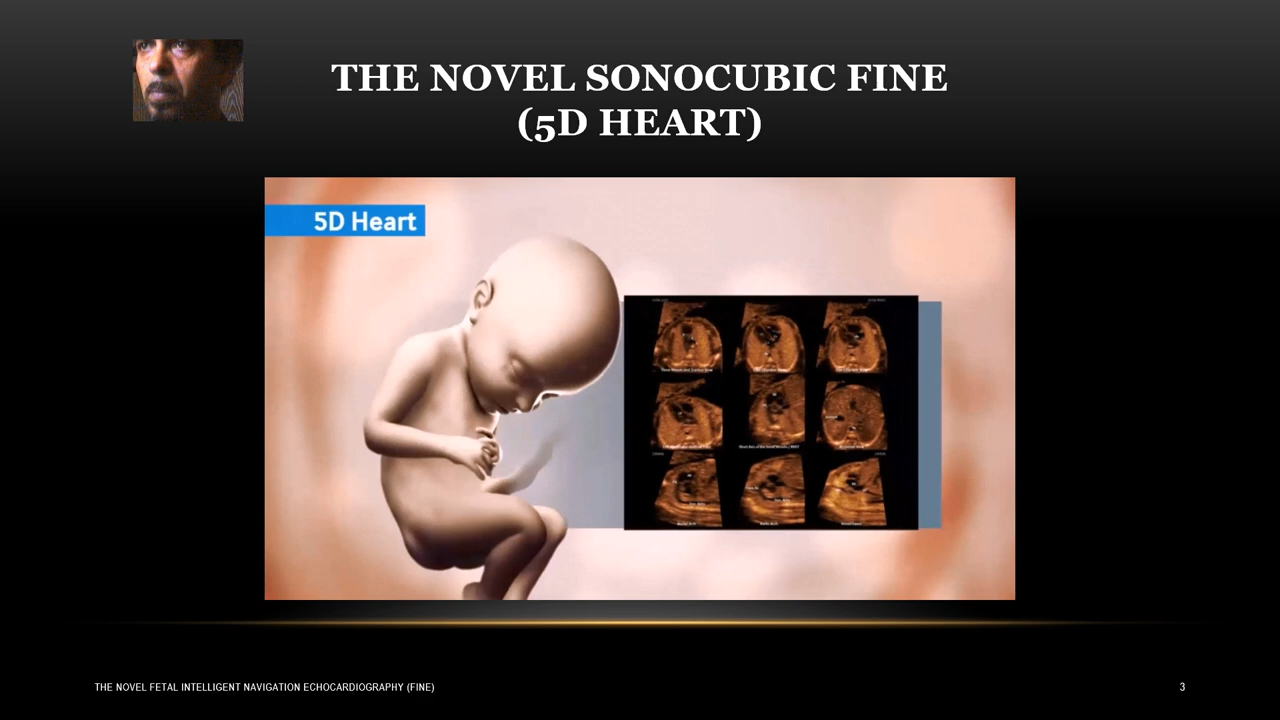 THE NOVEL SONOCUBIC FINE
(5D HEART)
5D Heart
THE NOVEL FETAL INTELLIGENT NAVIGATION ECHOCARDIOGRAPHY (FINE)
3